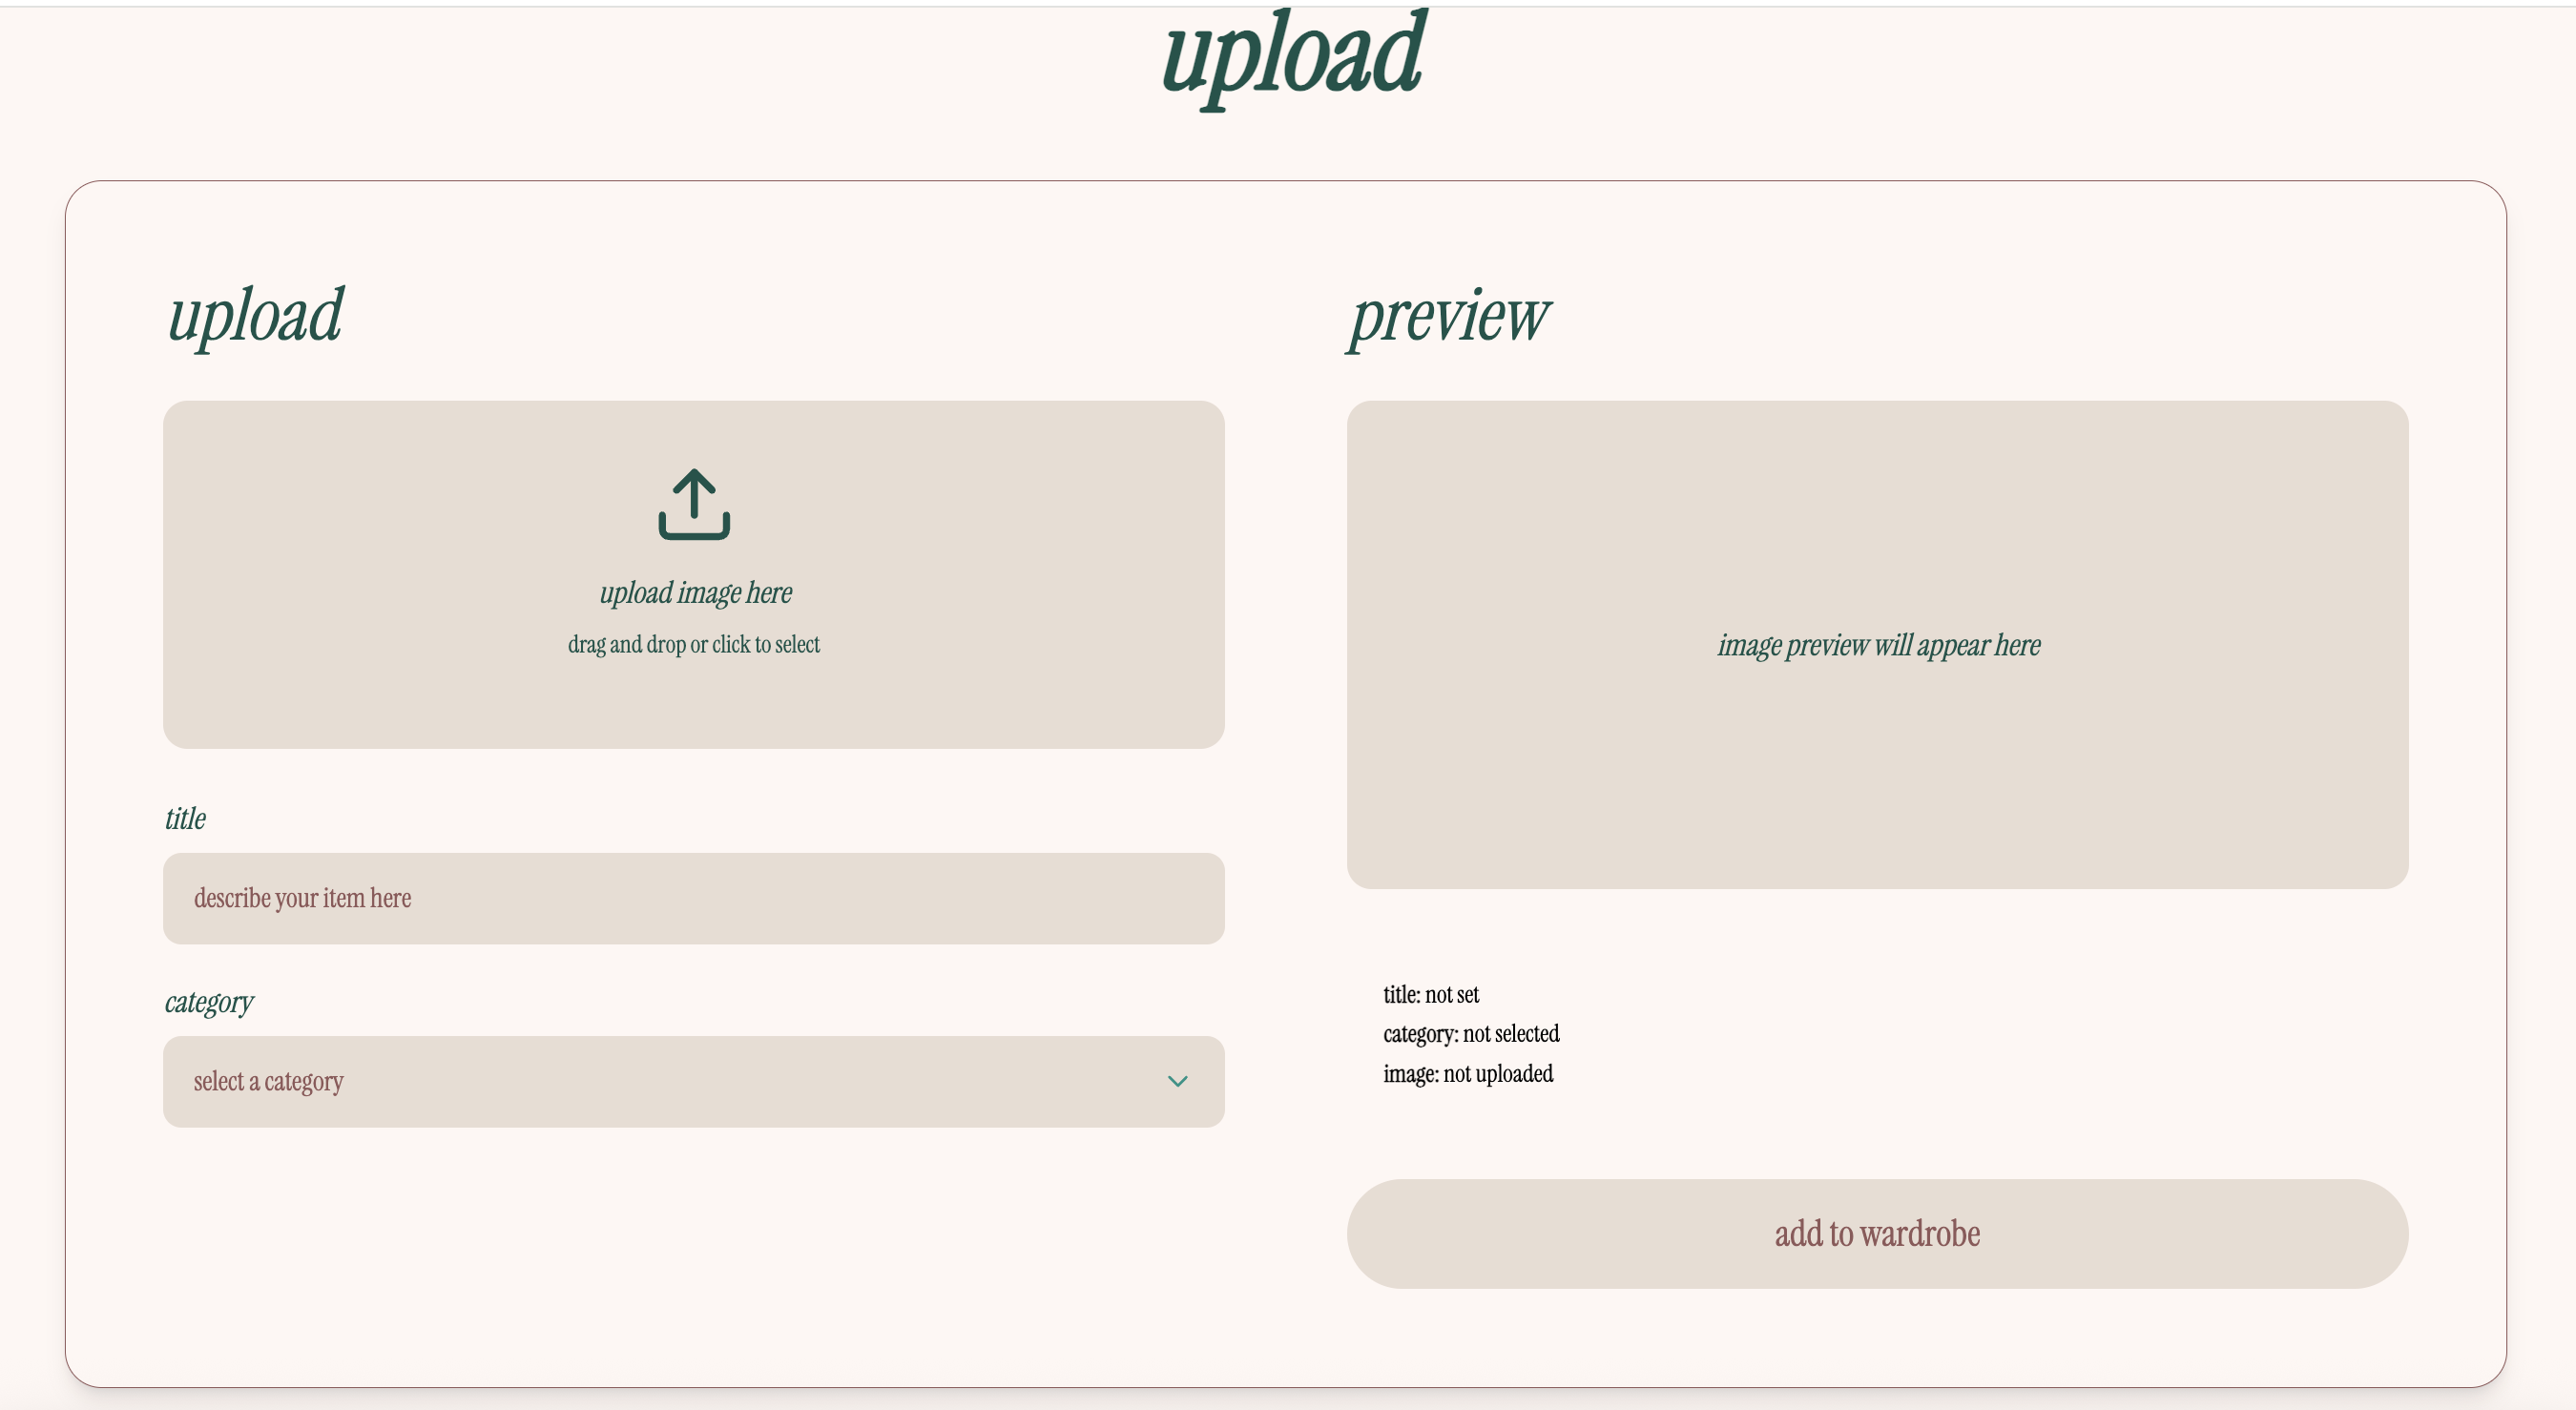 upload
upload
upload image here
drag and drop or click to select
title
describe your item here
category
select a category
preview
image preview will appear here
title: not set
category: not selected
image: not uploaded
add to wardrobe